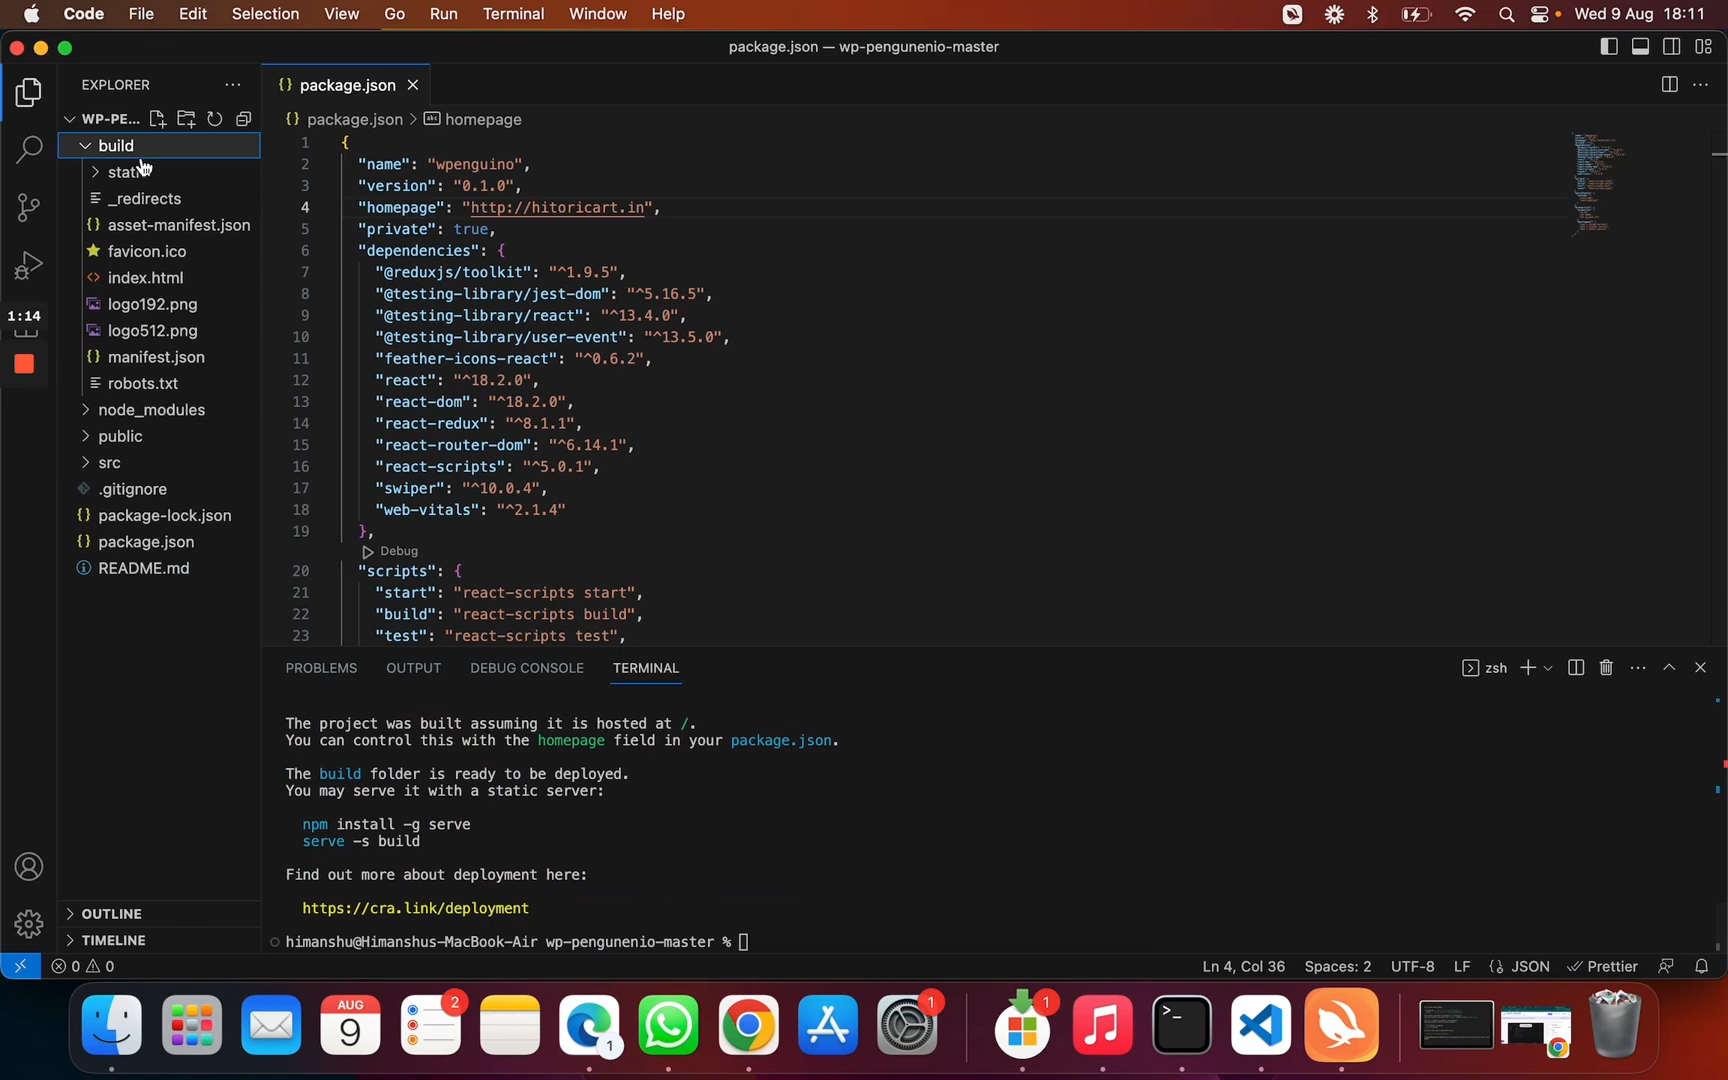 Code File Edit Selection View Go Run Terminal Window Help Wed 9 Aug 18:11
package.json — wp-pengunenio-master
EXPLORER
WP-PE...
build
_redirects
asset-manifest.json
favicon.ico
index.html
logo192.png
logo512.png
manifest.json
robots.txt
node_modules
public
src
.gitignore
package-lock.json
package.json
README.md
OUTLINE
TIMELINE
1:14
package.json
package.json > homepage
1 {
2 "name": "wpenguino",
3 "version": "0.1.0",
4 "homepage": "http://hitoricart.in",
5 "private": true,
6 "dependencies": {
7 "@reduxjs/toolkit": "^1.9.5",
8 "@testing-library/jest-dom": "^5.16.5",
9 "@testing-library/react": "^13.4.0",
10 "@testing-library/user-event": "^13.5.0",
11 "feather-icons-react": "^0.6.2",
12 "react": "^18.2.0",
13 "react-dom": "^18.2.0",
14 "react-redux": "^8.1.1",
15 "react-router-dom": "^6.14.1",
16 "react-scripts": "^5.0.1",
17 "swiper": "^10.0.4",
18 "web-vitals": "^2.1.4"
19 },
Debug
20 "scripts": {
21 "start": "react-scripts start",
22 "build": "react-scripts build",
23 "test": "react-scripts test",
PROBLEMS OUTPUT DEBUG CONSOLE TERMINAL zsh
The project was built assuming it is hosted at /.
You can control this with the homepage field in your package.json.
The build folder is ready to be deployed.
You may serve it with a static server:
npm install -g serve
serve -s build
Find out more about deployment here:
https://cra.link/deployment
himanshu@Himanshus-MacBook-Air wp-pengunenio-master %
0 0 Ln 4, Col 36 Spaces: 2 UTF-8 LF {} JSON Prettier
AUG
9
2
1
1
1